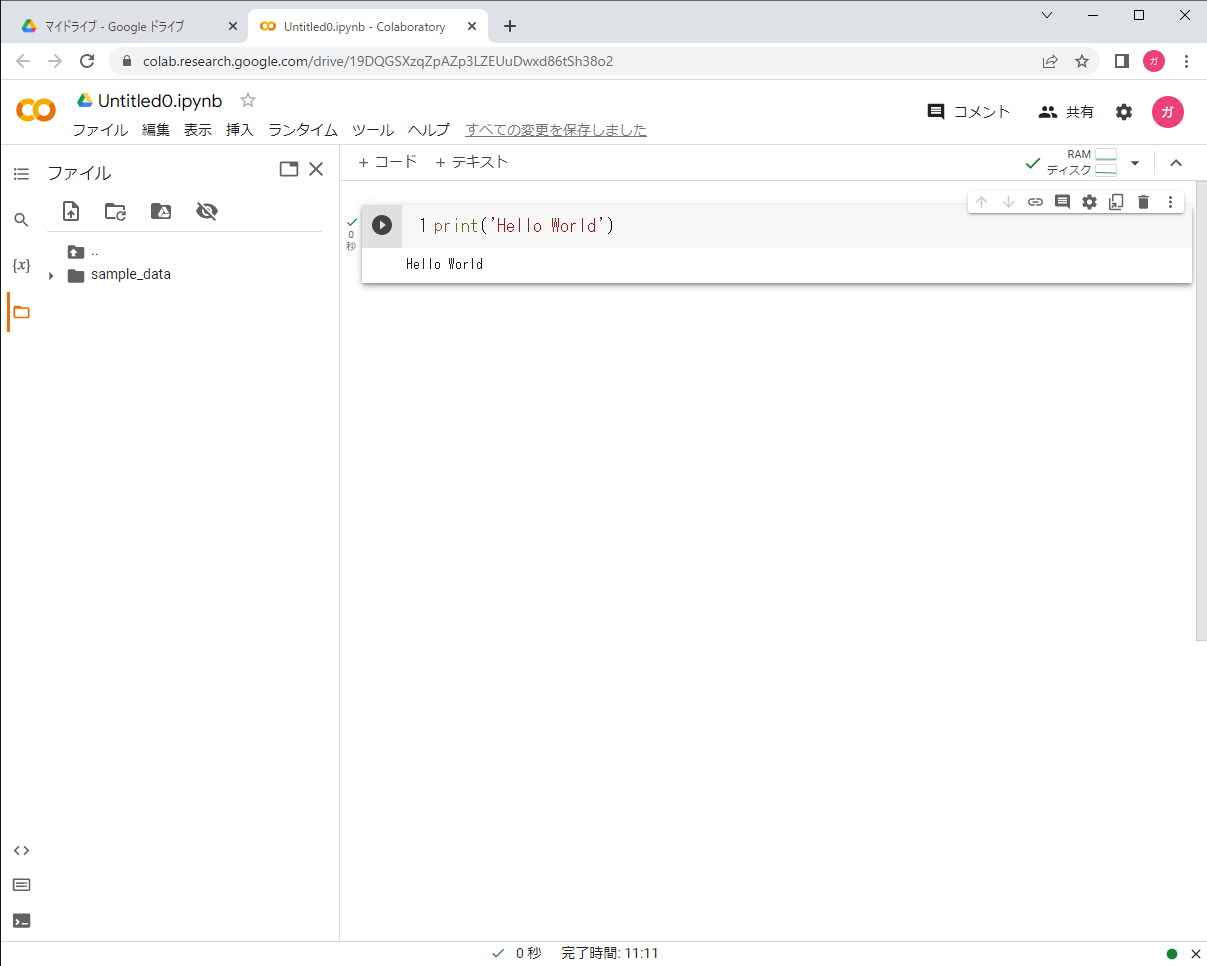 マイドライブ - Google ドライブ
Untitled0.ipynb - Colaboratory
colab.research.google.com/drive/19DQGSXzqZpAZp3LZEUuDwxd86tSh38o2
ガ
Untitled0.ipynb
ファイル 編集 表示 挿入 ランタイム ツール ヘルプ すべての変更を保存しました
コメント 共有 ガ
ファイル
+ コード + テキスト
RAM
ディスク
{x}
..
sample_data
0
秒
1 print('Hello World')
Hello World
0 秒 完了時間: 11:11